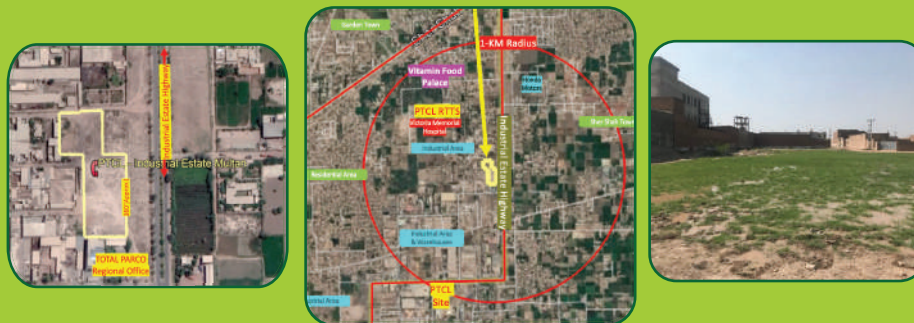 Industrial Estate Highway
PTCL - Industrial Estate Multan
TOTAL PARCO
Regional Office
Garden Town
1-KM Radius
Vitamin Food
Palace
Honda
Motors
PTCL RTTS
Victoria Memorial
Hospital
Industrial Area
Sher Shah Town
Residential Area
Industrial Estate Highway
Industrial Area
& Warehouses
PTCL
Site